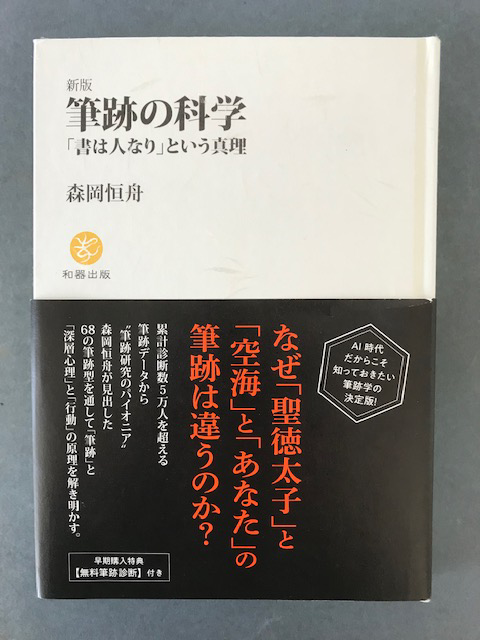 新版
筆跡の科学
「書は人なり」という真理
森岡恒舟
和器出版
AI時代
だからこそ
知っておきたい
筆跡学の
決定版!
なぜ「聖徳太子」と
「空海」と「あなた」の
筆跡は違うのか?
累計診断数5万人を超える
筆跡データから
"筆跡研究のパイオニア"
森岡恒舟が見出した
68の筆跡型を通して「筆跡」と
「深層心理」と「行動」の原理を解き明かす。
早期購入特典
【無料筆跡診断】付き